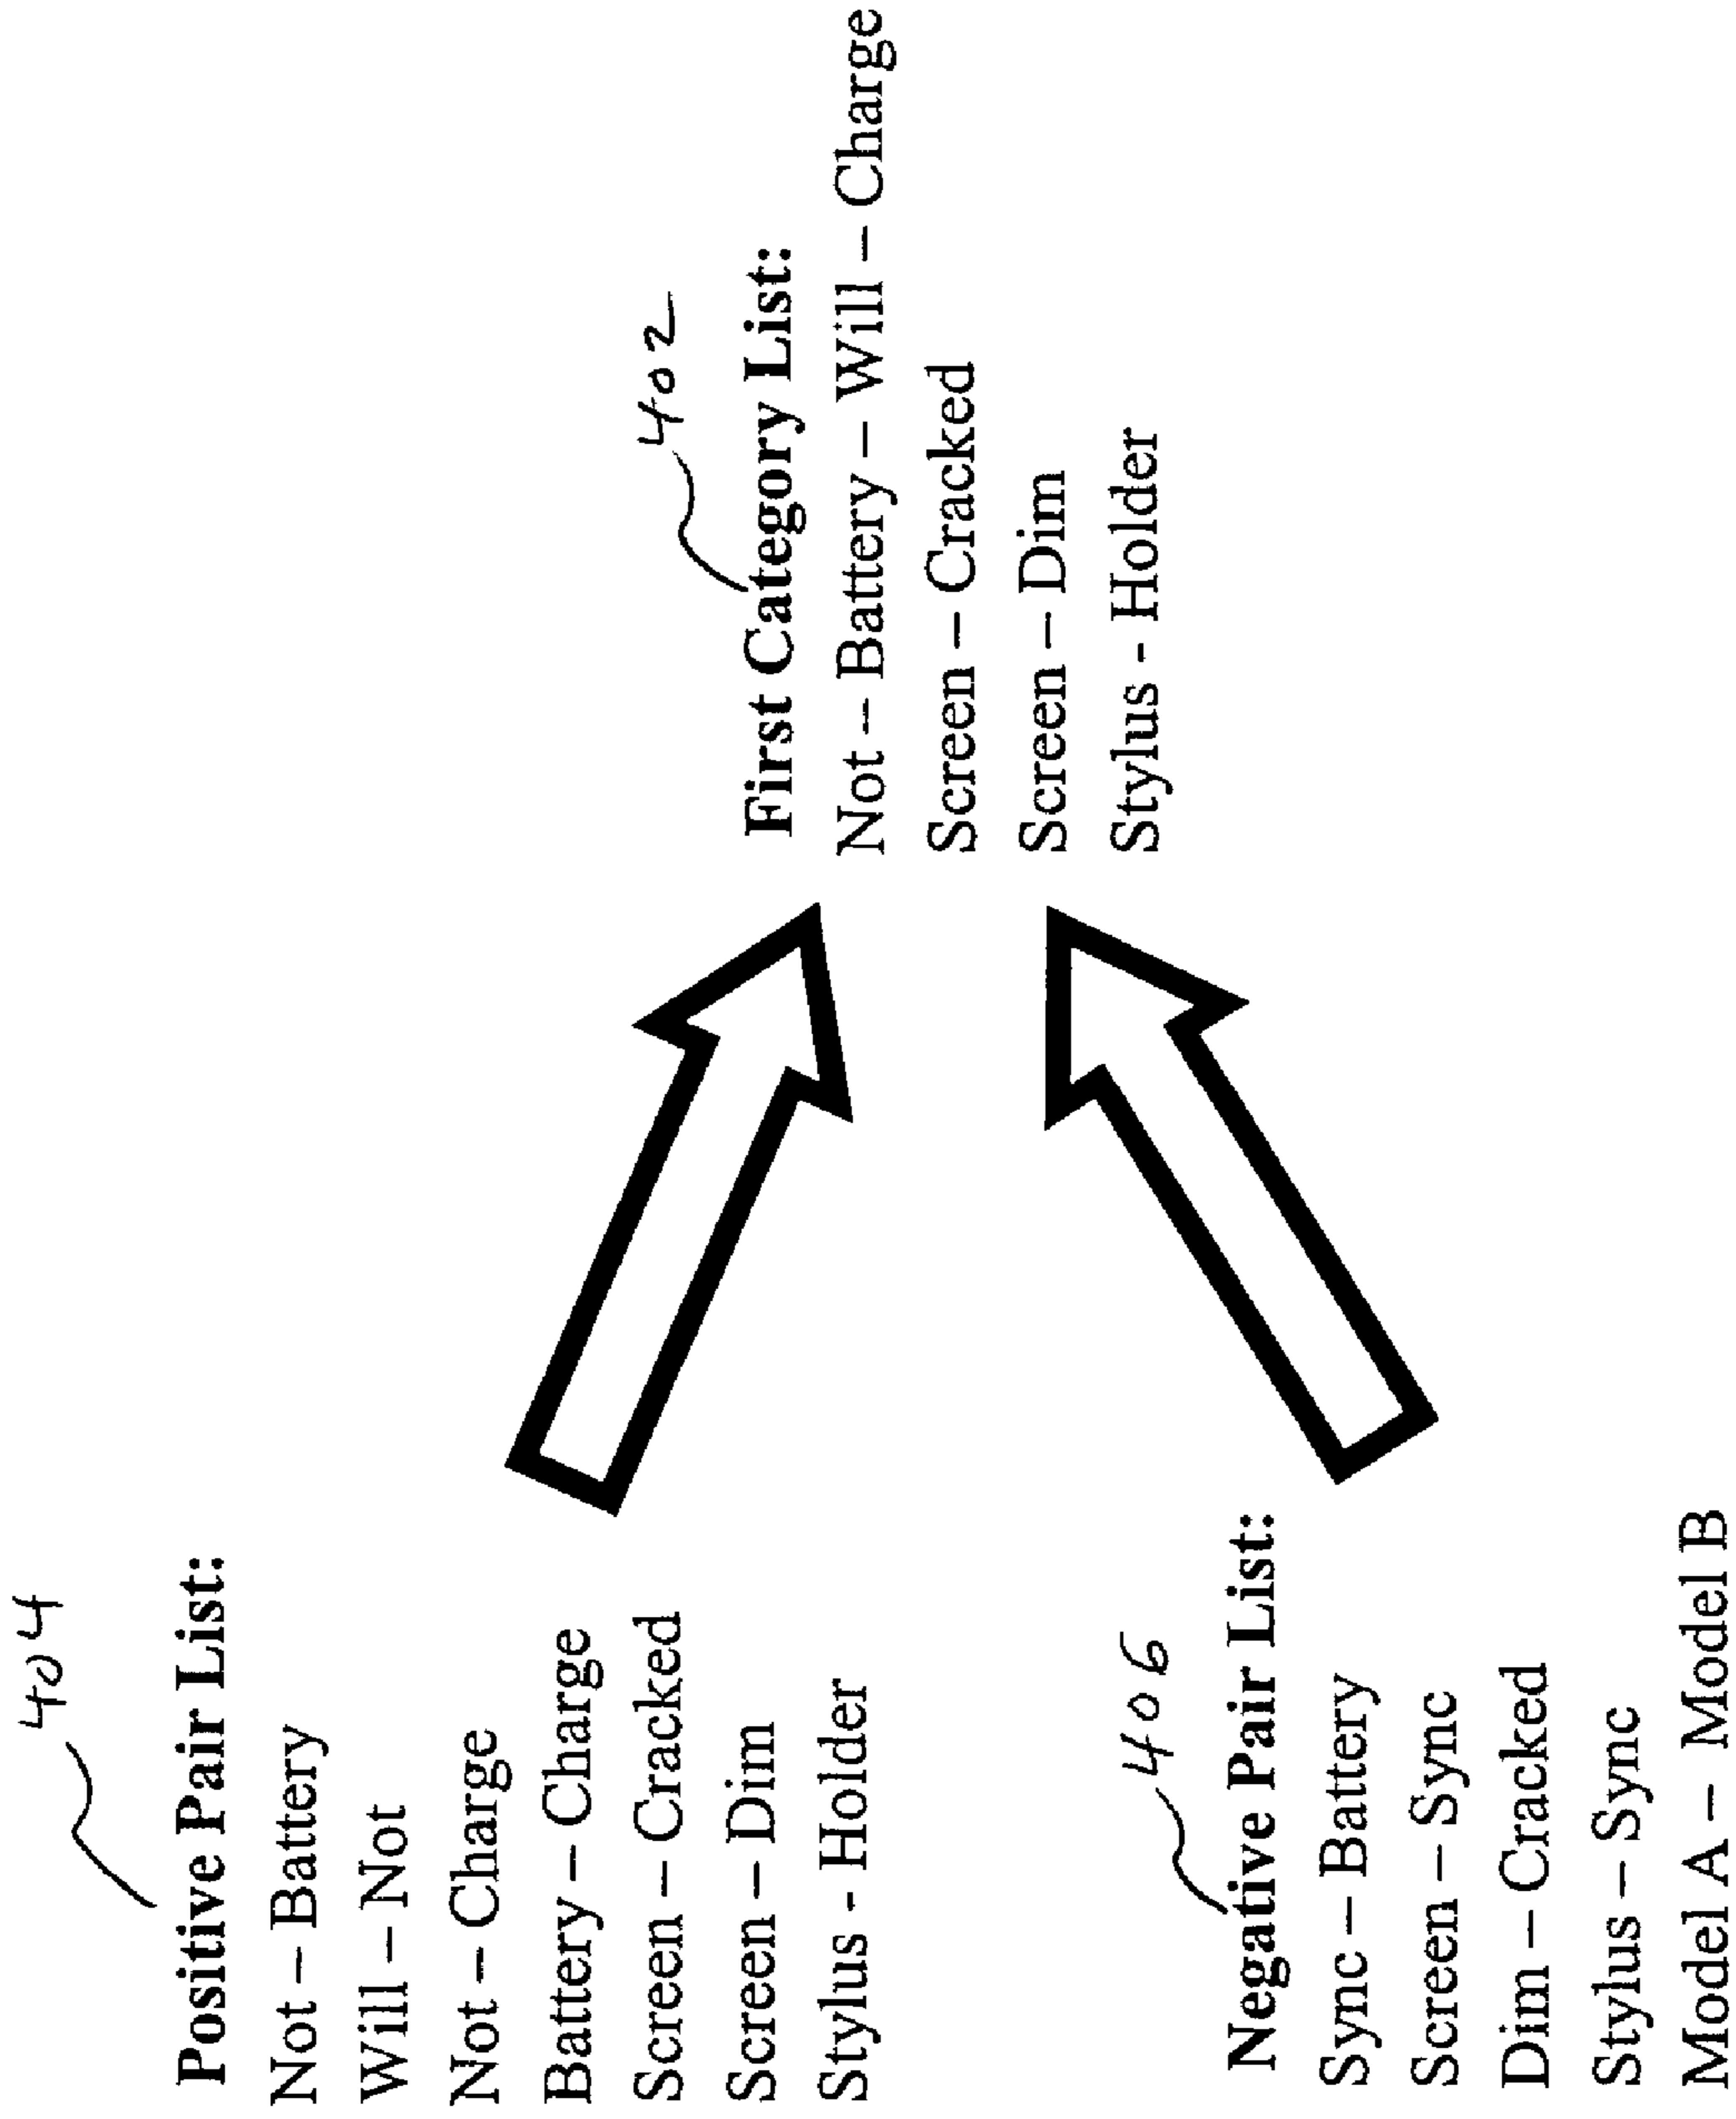 404
Positive Pair List:
Not – Battery
Will – Not
Not – Charge
Battery – Charge
Screen – Cracked
Screen – Dim
Stylus - Holder
406
Negative Pair List:
Sync – Battery
Screen – Sync
Dim – Cracked
Stylus – Sync
Model A – Model B
402
First Category List:
Not – Battery – Will – Charge
Screen – Cracked
Screen – Dim
Stylus - Holder